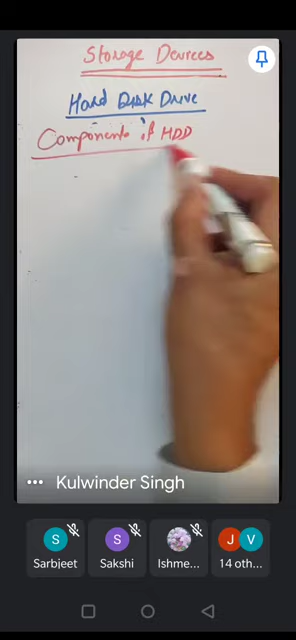 Storage Devices
Hard Disk Drive
Components of HDD
Kulwinder Singh
S
S
J
V
Sarbjeet
Sakshi
Ishme...
14 oth...